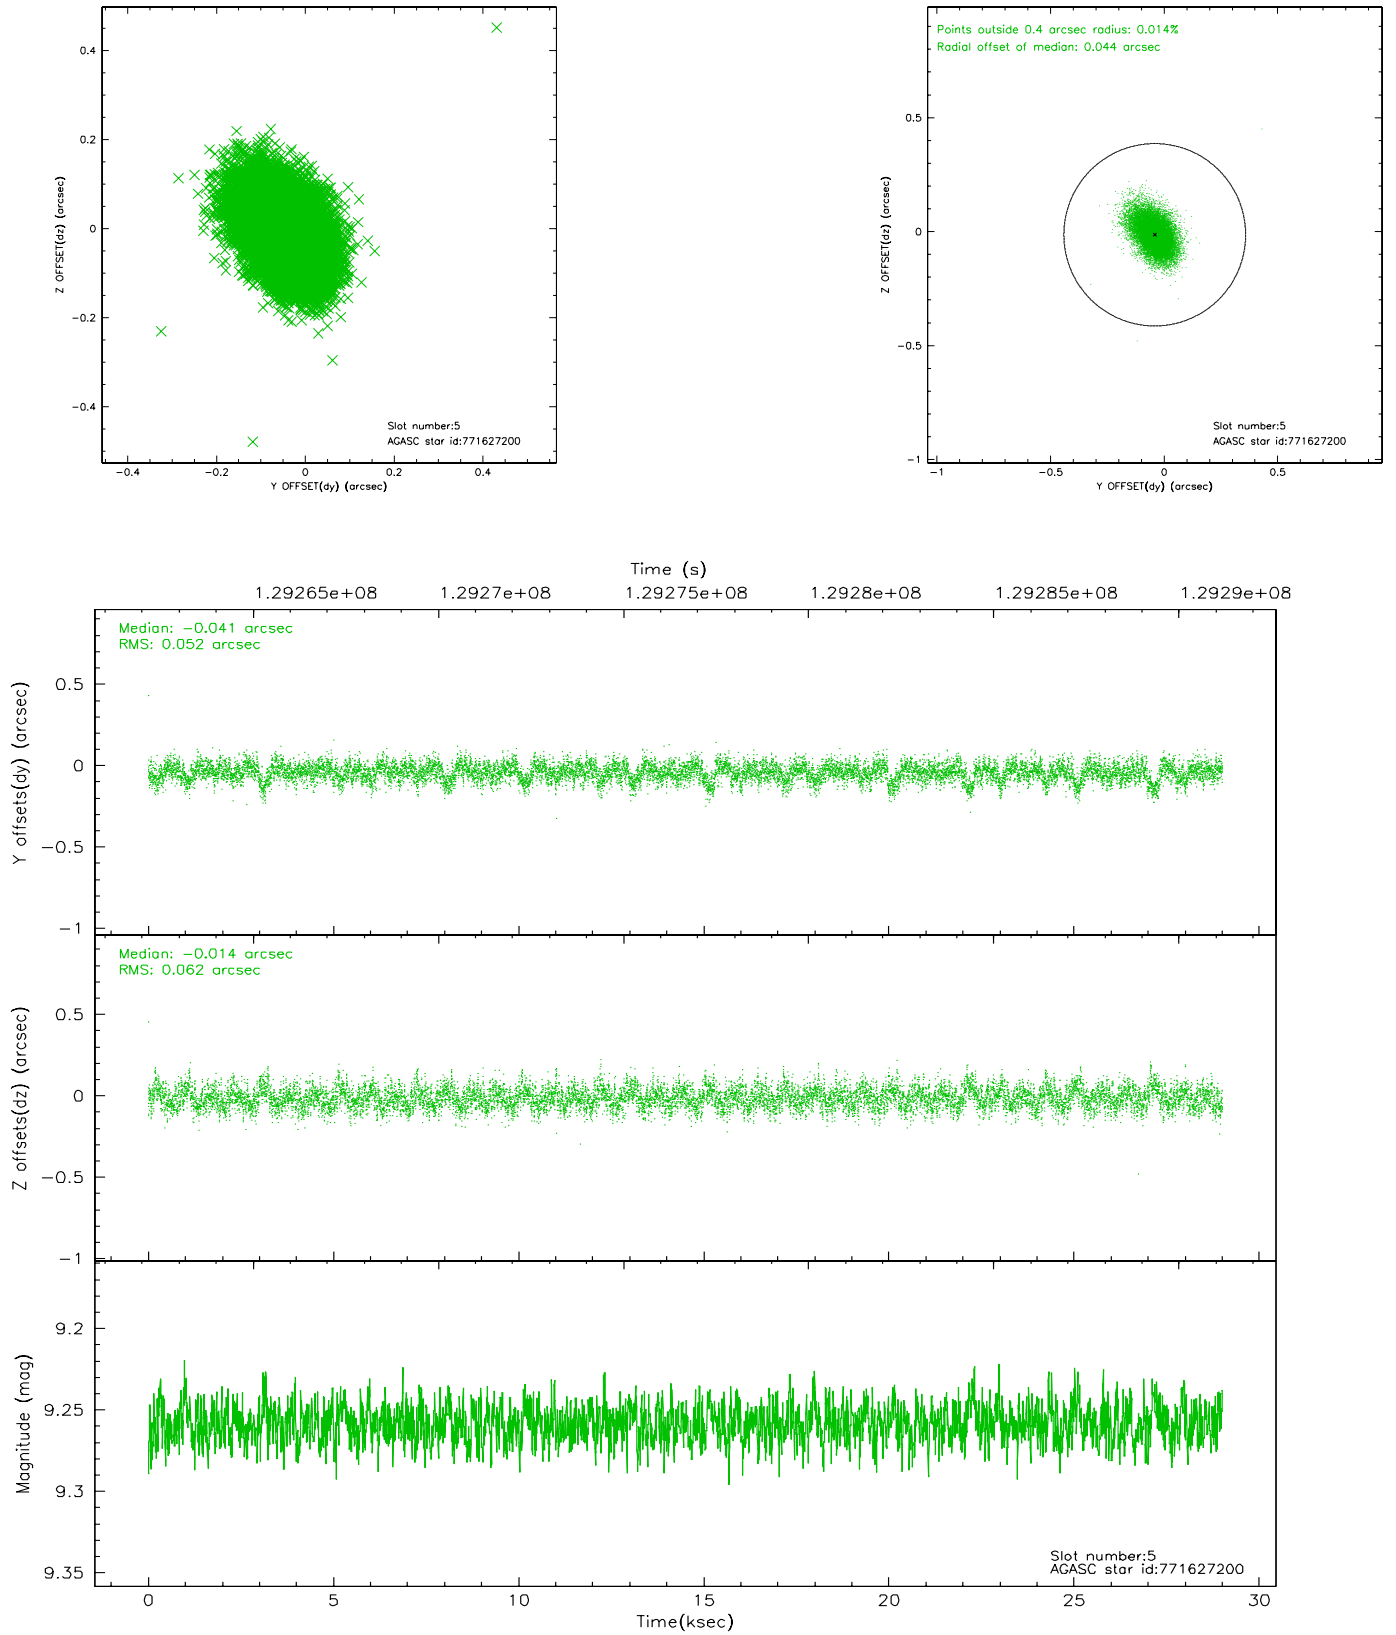 0.4
0.2
0
-0.2
-0.4
Z OFFSET(dz) (arcsec)
Slot number:5
AGASC star id:771627200
-0.4 -0.2 0 0.2 0.4
Y OFFSET(dy) (arcsec)
Points outside 0.4 arcsec radius: 0.014%
Radial offset of median: 0.044 arcsec
0.5
0
-0.5
-1
Z OFFSET(dz) (arcsec)
Slot number:5
AGASC star id:771627200
-1 -0.5 0 0.5
Y OFFSET(dy) (arcsec)
Time (s)
1.29265e+08 1.2927e+08 1.29275e+08 1.2928e+08 1.29285e+08 1.2929e+08
Median: -0.041 arcsec
RMS: 0.052 arcsec
0.5
0
-0.5
-1
Y offsets(dy) (arcsec)
Median: -0.014 arcsec
RMS: 0.062 arcsec
0.5
0
-0.5
-1
Z offsets(dz) (arcsec)
9.2
9.25
9.3
9.35
Magnitude (mag)
Slot number:5
AGASC star id:771627200
0 5 10 15 20 25 30
Time(ksec)